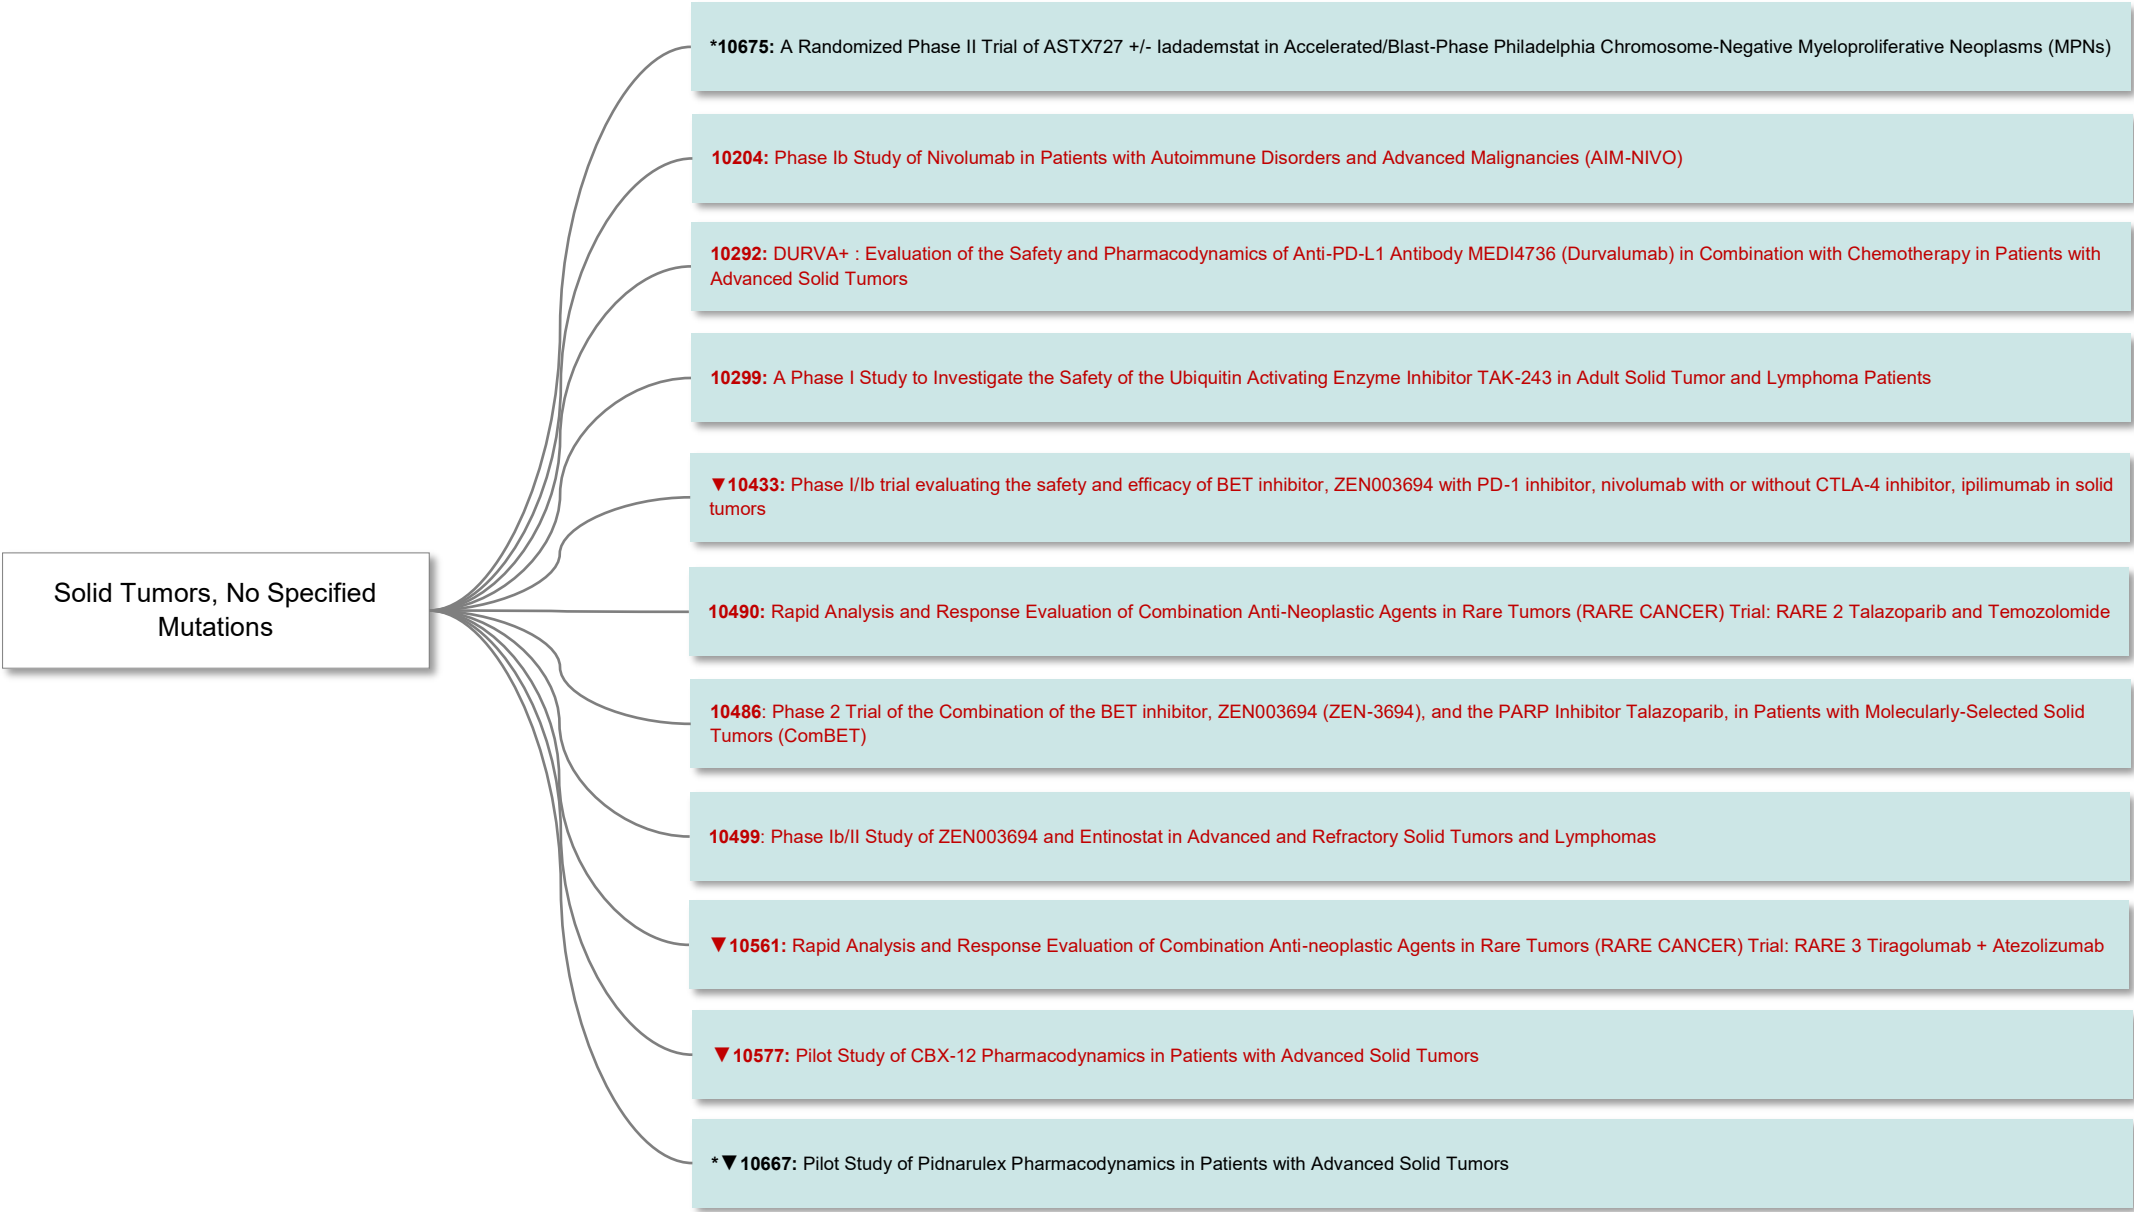 *10675: A Randomized Phase II Trial of ASTX727 +/- Iadademstat in Accelerated/Blast-Phase Philadelphia Chromosome-Negative Myeloproliferative Neoplasms (MPNs)
10204: Phase Ib Study of Nivolumab in Patients with Autoimmune Disorders and Advanced Malignancies (AIM-NIVO)
10292: DURVA+ : Evaluation of the Safety and Pharmacodynamics of Anti-PD-L1 Antibody MEDI4736 (Durvalumab) in Combination with Chemotherapy in Patients with
Advanced Solid Tumors
10299: A Phase I Study to Investigate the Safety of the Ubiquitin Activating Enzyme Inhibitor TAK-243 in Adult Solid Tumor and Lymphoma Patients
▼10433: Phase I/Ib trial evaluating the safety and efficacy of BET inhibitor, ZEN003694 with PD-1 inhibitor, nivolumab with or without CTLA-4 inhibitor, ipilimumab in solid
tumors
Solid Tumors, No Specified
Mutations
10490: Rapid Analysis and Response Evaluation of Combination Anti-Neoplastic Agents in Rare Tumors (RARE CANCER) Trial: RARE 2 Talazoparib and Temozolomide
10486: Phase 2 Trial of the Combination of the BET inhibitor, ZEN003694 (ZEN-3694), and the PARP Inhibitor Talazoparib, in Patients with Molecularly-Selected Solid
Tumors (ComBET)
10499: Phase Ib/II Study of ZEN003694 and Entinostat in Advanced and Refractory Solid Tumors and Lymphomas
▼10561: Rapid Analysis and Response Evaluation of Combination Anti-neoplastic Agents in Rare Tumors (RARE CANCER) Trial: RARE 3 Tiragolumab + Atezolizumab
▼10577: Pilot Study of CBX-12 Pharmacodynamics in Patients with Advanced Solid Tumors
*▼10667: Pilot Study of Pidnarulex Pharmacodynamics in Patients with Advanced Solid Tumors